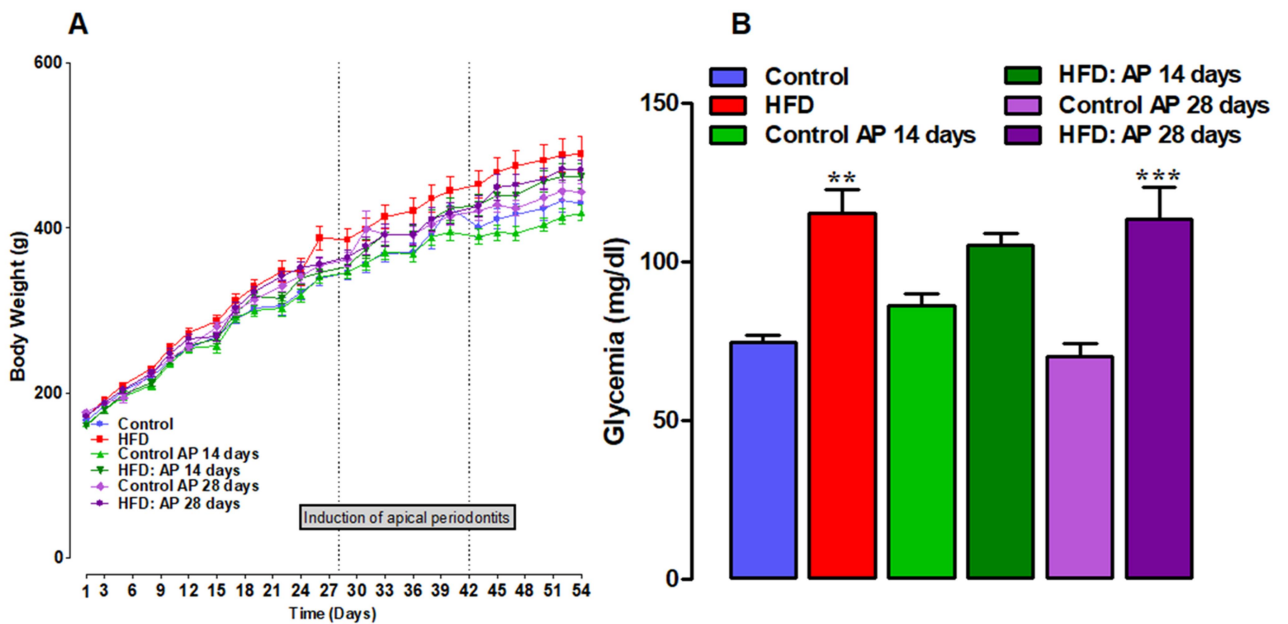 A
600
400
200
0
Body Weight (g)
Control
HFD
Control AP 14 days
HFD: AP 14 days
Control AP 28 days
HFD: AP 28 days
Induction of apical periodontits
1 3 6 9 12 15 18 21 24 27 30 33 36 39 42 45 48 51 54
Time (Days)
B
Control
HFD
Control AP 14 days
HFD: AP 14 days
Control AP 28 days
HFD: AP 28 days
150
100
50
0
Glycemia (mg/dl)
**
***